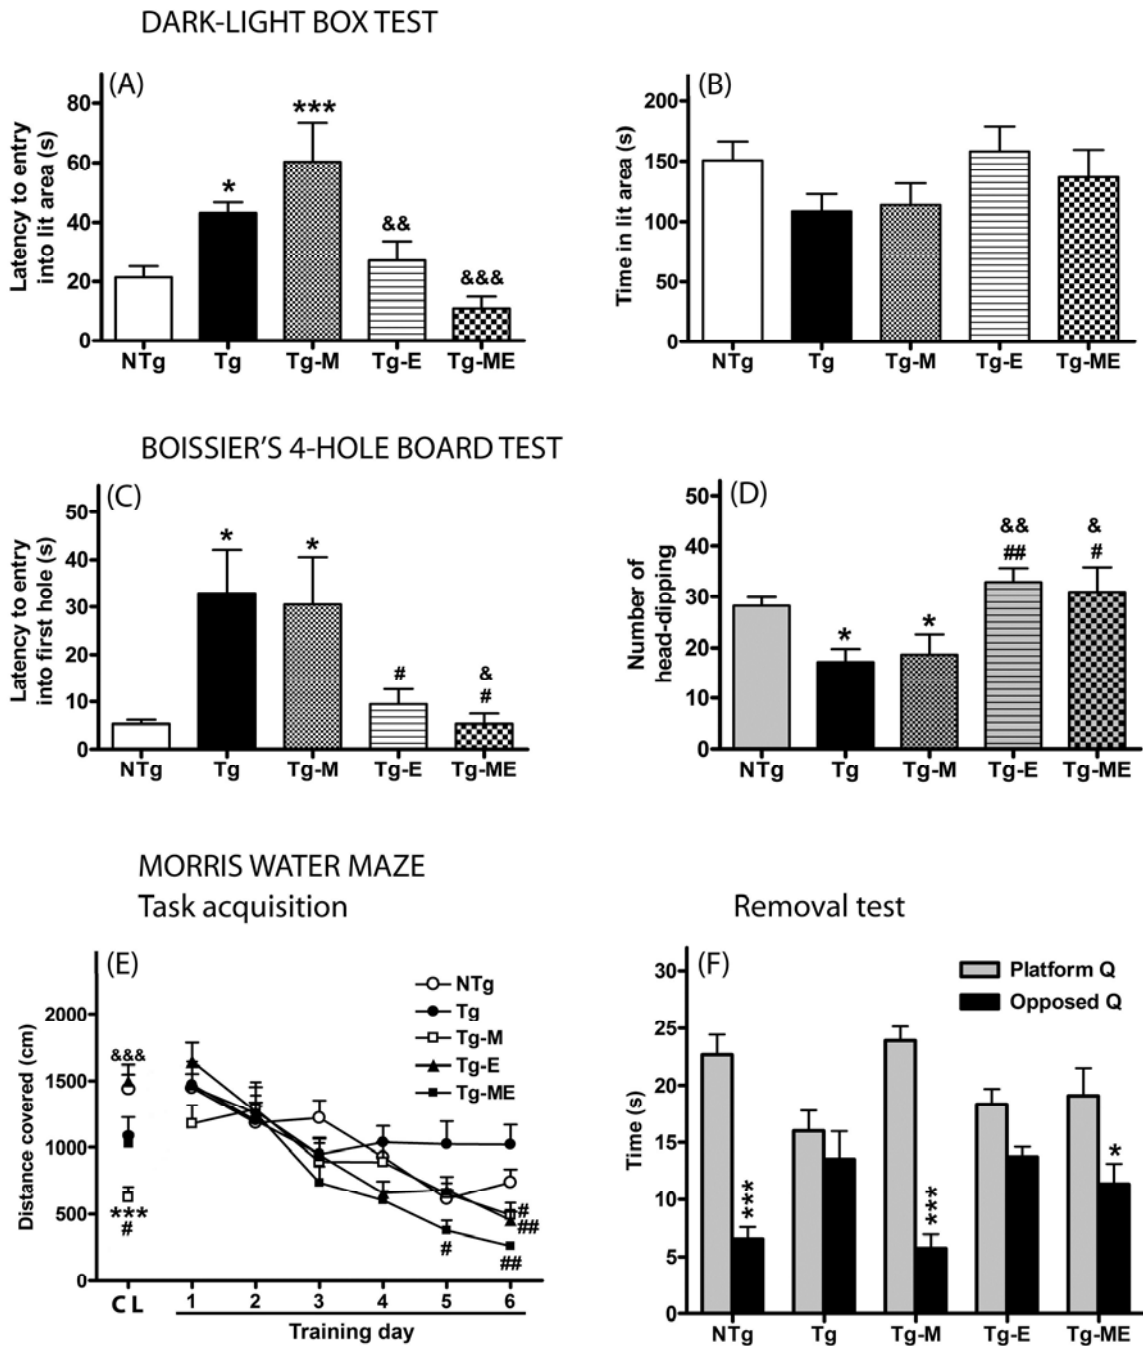 DARK-LIGHT BOX TEST
(A)
Latency to entry
into lit area (s)
80
60
40
20
0
*
***
&&
&&&
NTg Tg Tg-M Tg-E Tg-ME
(B)
Time in lit area (s)
200
150
100
50
0
NTg Tg Tg-M Tg-E Tg-ME
BOISSIER'S 4-HOLE BOARD TEST
(C)
Latency to entry
into first hole (s)
50
40
30
20
10
0
*
*
#
&
#
NTg Tg Tg-M Tg-E Tg-ME
(D)
Number of
head-dipping
50
40
30
20
10
0
*
*
&&
##
&
#
NTg Tg Tg-M Tg-E Tg-ME
MORRIS WATER MAZE
Task acquisition
Removal test
(E)
Distance covered (cm)
2000
1500
1000
500
0
NTg
Tg
Tg-M
Tg-E
Tg-ME
&&&
***
#
#
##
#
##
CL 1 2 3 4 5 6
Training day
(F)
Time (s)
30
25
20
15
10
5
0
Platform Q
Opposed Q
***
***
*
NTg Tg Tg-M Tg-E Tg-ME